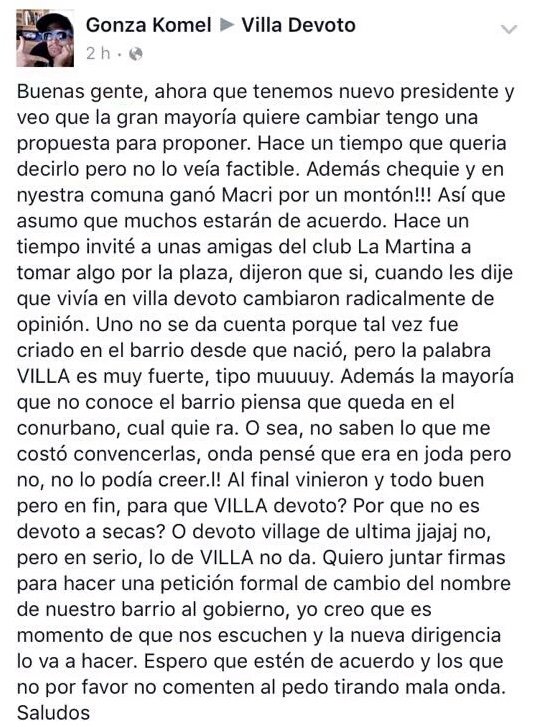 Gonza Komel ▶ Villa Devoto
2 h ·
Buenas gente, ahora que tenemos nuevo presidente y
veo que la gran mayoría quiere cambiar tengo una
propuesta para proponer. Hace un tiempo que queria
decirlo pero no lo veía factible. Además chequie y en
nyestra comuna ganó Macri por un montón!!! Así que
asumo que muchos estarán de acuerdo. Hace un
tiempo invité a unas amigas del club La Martina a
tomar algo por la plaza, dijeron que si, cuando les dije
que vivía en villa devoto cambiaron radicalmente de
opinión. Uno no se da cuenta porque tal vez fue
criado en el barrio desde que nació, pero la palabra
VILLA es muy fuerte, tipo muuuuy. Además la mayoría
que no conoce el barrio piensa que queda en el
conurbano, cual quie ra. O sea, no saben lo que me
costó convencerlas, onda pensé que era en joda pero
no, no lo podía creer.l! Al final vinieron y todo buen
pero en fin, para que VILLA devoto? Por que no es
devoto a secas? O devoto village de ultima jjajaj no,
pero en serio, lo de VILLA no da. Quiero juntar firmas
para hacer una petición formal de cambio del nombre
de nuestro barrio al gobierno, yo creo que es
momento de que nos escuchen y la nueva dirigencia
lo va a hacer. Espero que estén de acuerdo y los que
no por favor no comenten al pedo tirando mala onda.
Saludos